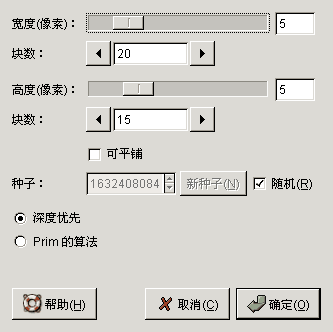 宽度(像素)： 5
块数： 20
高度(像素)： 5
块数： 15
可平铺
种子： 1632408084 新种子(N) 随机(R)
深度优先
Prim 的算法
帮助(H) 取消(C) 确定(O)